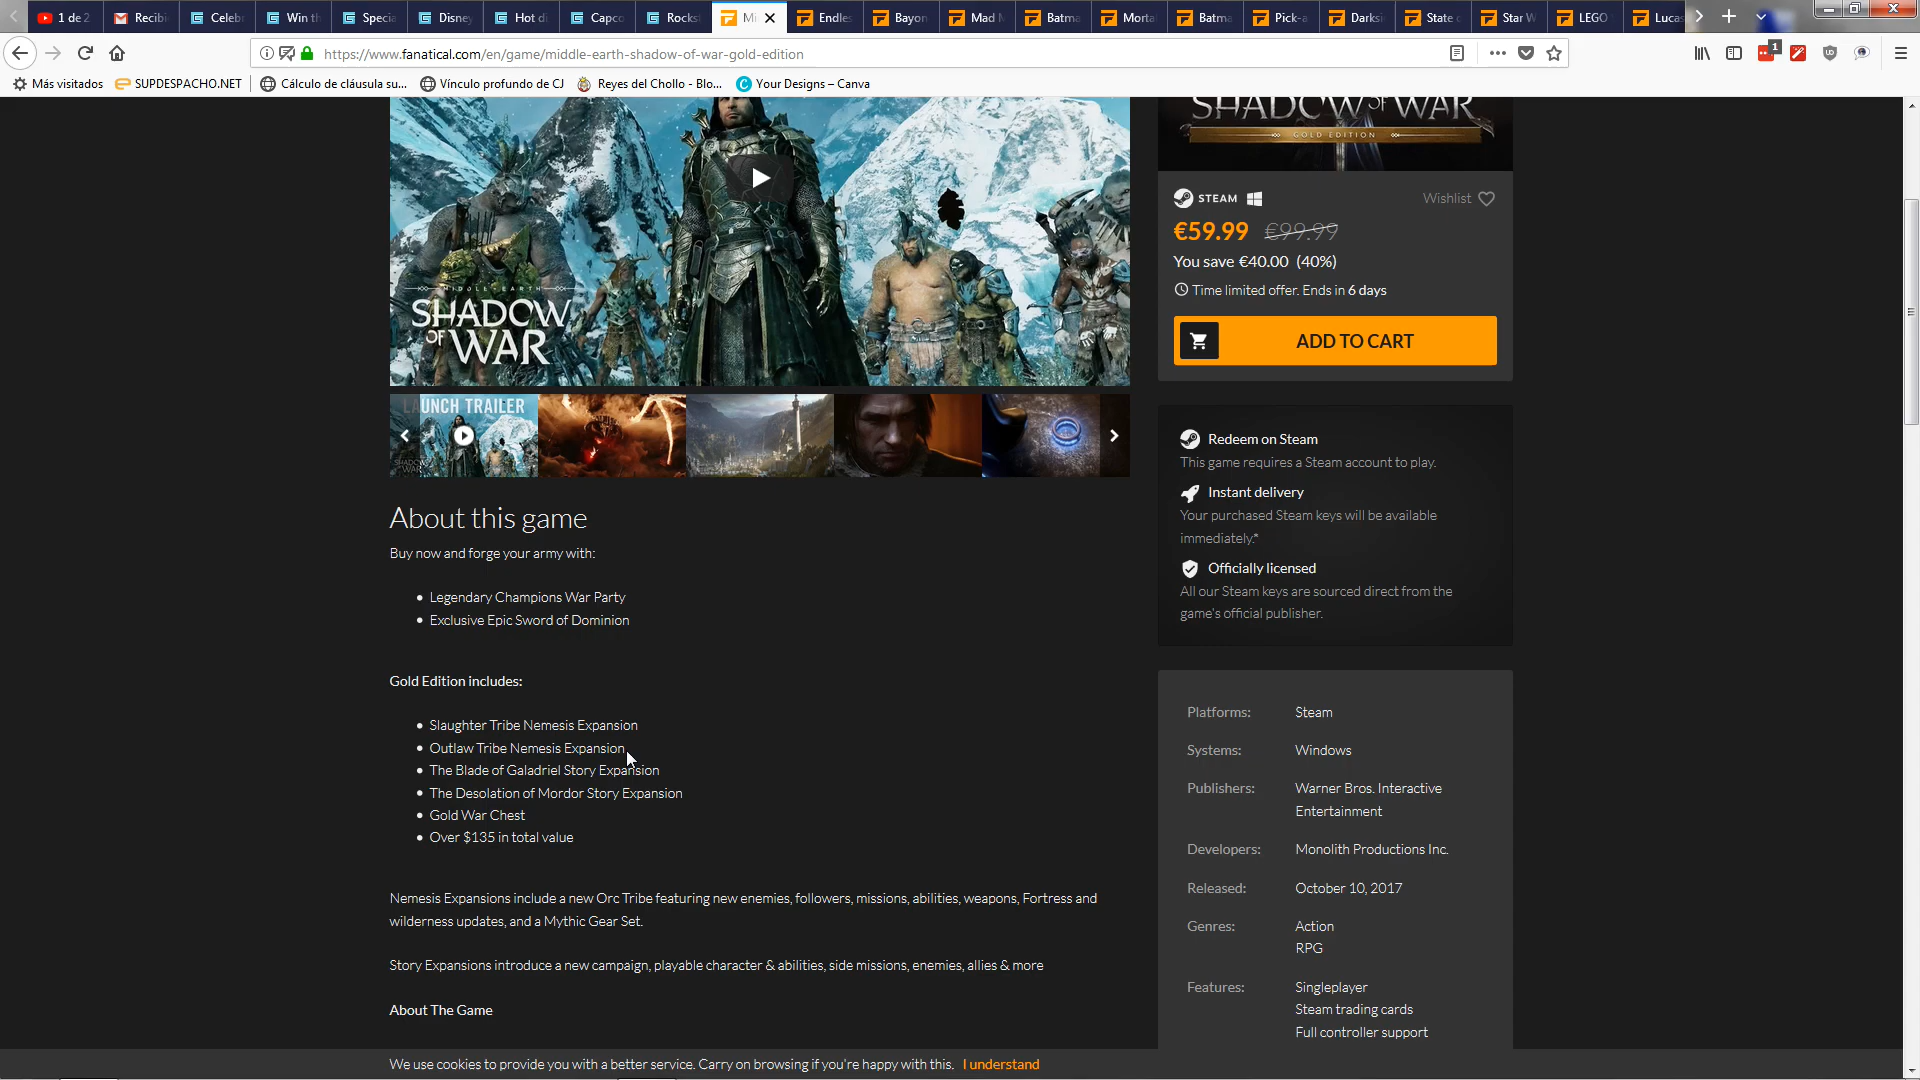 1 de 2
Recibi
Celebr
Win th
Specia
Disney
Hot di
Capco
Rockst
Mi
Endles
Bayon
Mad M
Batma
Morta
Batma
Pick-a
Darksi
State o
Star W
LEGO
Lucas
https://www.fanatical.com/en/game/middle-earth-shadow-of-war-gold-edition
1
Más visitados
SUPDESPACHO.NET
Cálculo de cláusula su...
Vínculo profundo de CJ
Reyes del Chollo - Blo...
Your Designs – Canva
MIDDLE-EARTH
SHADOW
OF WAR
SHADOW OF WAR
GOLD EDITION
STEAM
Wishlist
€59.99 €99.99
You save €40.00 (40%)
Time limited offer. Ends in 6 days
ADD TO CART
LAUNCH TRAILER
SHADOW
WAR
Redeem on Steam
This game requires a Steam account to play.
Instant delivery
Your purchased Steam keys will be available
immediately.*
Officially licensed
All our Steam keys are sourced direct from the
game's official publisher.
About this game
Buy now and forge your army with:
• Legendary Champions War Party
• Exclusive Epic Sword of Dominion
Gold Edition includes:
• Slaughter Tribe Nemesis Expansion
• Outlaw Tribe Nemesis Expansion
• The Blade of Galadriel Story Expansion
• The Desolation of Mordor Story Expansion
• Gold War Chest
• Over $135 in total value
Nemesis Expansions include a new Orc Tribe featuring new enemies, followers, missions, abilities, weapons, Fortress and
wilderness updates, and a Mythic Gear Set.
Story Expansions introduce a new campaign, playable character & abilities, side missions, enemies, allies & more
About The Game
Platforms: Steam
Systems: Windows
Publishers: Warner Bros. Interactive
Entertainment
Developers: Monolith Productions Inc.
Released: October 10, 2017
Genres: Action
RPG
Features: Singleplayer
Steam trading cards
Full controller support
We use cookies to provide you with a better service. Carry on browsing if you're happy with this. I understand